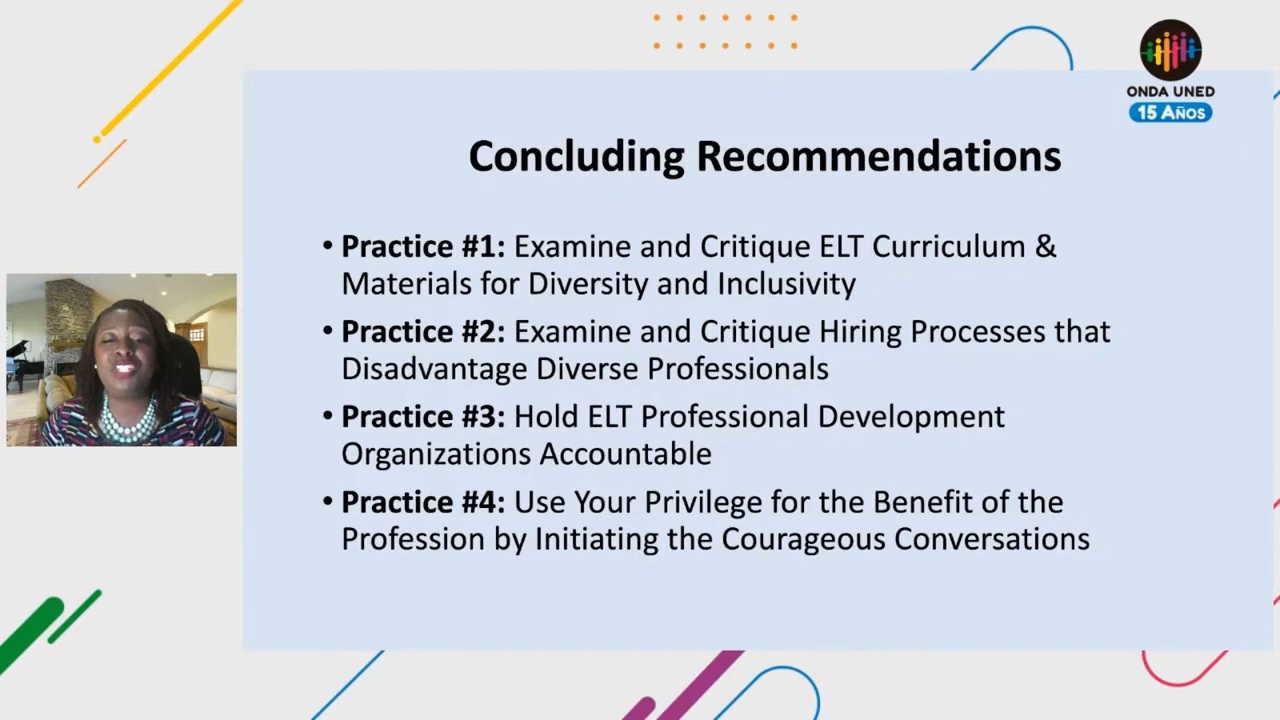 ONDA UNED
15 AÑOS
Concluding Recommendations
• Practice #1: Examine and Critique ELT Curriculum &
Materials for Diversity and Inclusivity
• Practice #2: Examine and Critique Hiring Processes that
Disadvantage Diverse Professionals
• Practice #3: Hold ELT Professional Development
Organizations Accountable
• Practice #4: Use Your Privilege for the Benefit of the
Profession by Initiating the Courageous Conversations